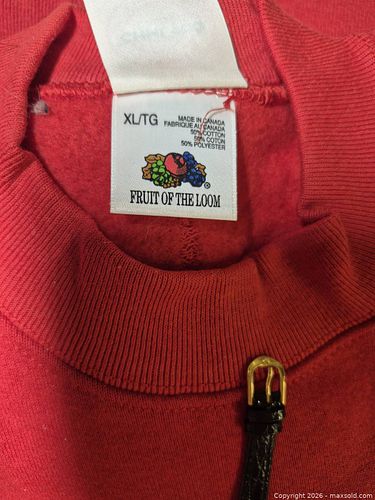 XL/TG
MADE IN CANADA
FABRIQUE AU CANADA
50% COTTON
50% COTON
50% POLYESTER
FRUIT OF THE LOOM
®
Copyright 2026 - maxsold.com